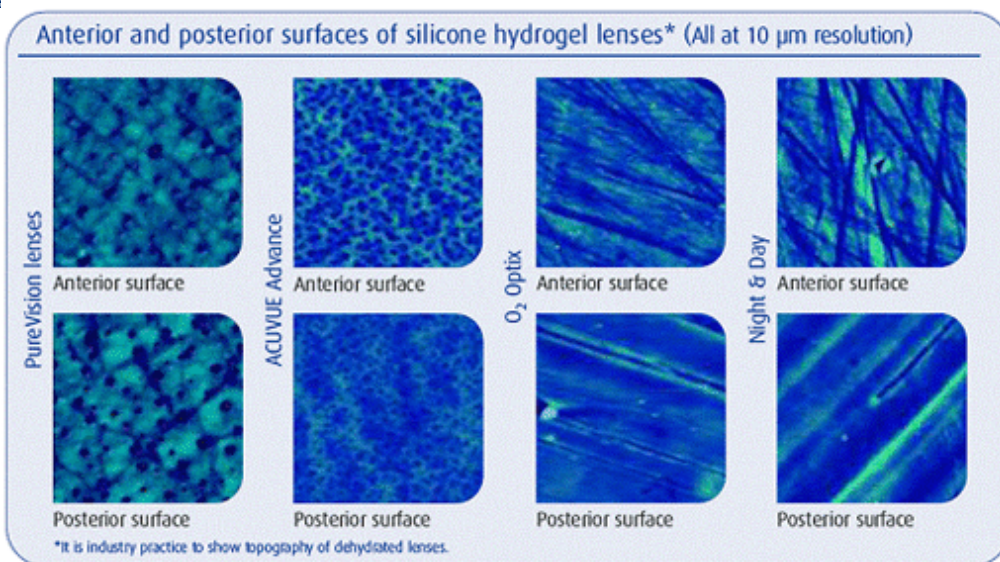 Anterior and posterior surfaces of silicone hydrogel lenses* (All at 10 µm resolution)
PureVision lenses
Anterior surface
Posterior surface
ACUVUE Advance
Anterior surface
Posterior surface
O₂ Optix
Anterior surface
Posterior surface
Night & Day
Anterior surface
Posterior surface
*It is industry practice to show topography of dehydrated lenses.